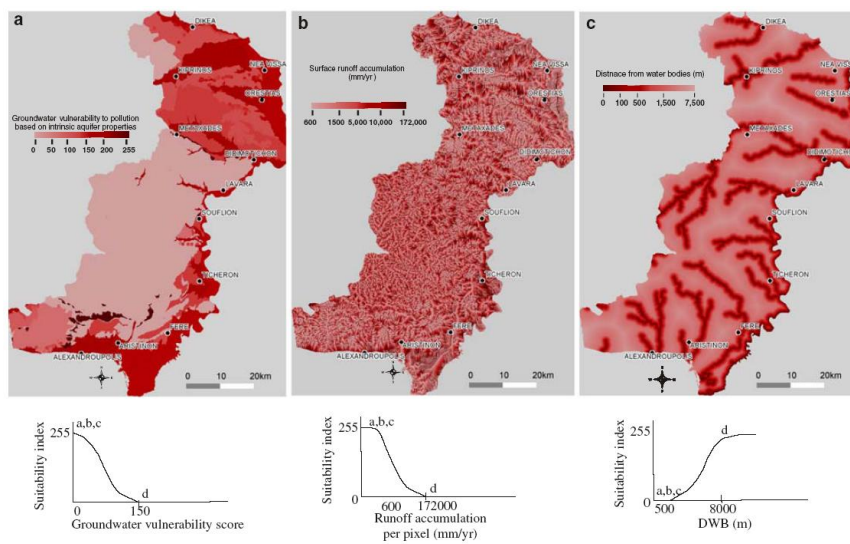 a
DIKEA
KIPRINOS
NEA VISSA
ORESTIAS
Groundwater vulnerability to pollution
based on intrinsic aquifer properties
0 50 100 150 200 255
METAXADES
DIDIMOTICHON
LAVARA
SOUFLION
TICHERON
FERE
ARISTINON
ALEXANDROUPOLIS
0 10 20km
b
DIKEA
Surface runoff accumulation
(mm/yr)
KIPRINOS
NEA VISSA
ORESTIAS
600 1500 5,000 10,000 172,000
METAXADES
DIDIMOTICHON
LAVARA
SOUFLION
TICHERON
FERE
ARISTINON
ALEXANDROUPOLIS
0 10 20km
c
DIKEA
Distnace from water bodies (m)
KIPRINOS
NEA VISSA
ORESTIAS
0 100 500 1,500 7,500
METAXADES
DIDIMOTICHON
LAVARA
SOUFLION
TICHERON
FERE
ARISTINON
ALEXANDROUPOLIS
0 10 20km
Suitability index
255
a,b,c
d
0 150
Groundwater vulnerability score
Suitability index
255
a,b,c
d
0
600 172000
Runoff accumulation
per pixel (mm/yr)
Suitability index
255
d
a,b,c
0
500 8000
DWB (m)